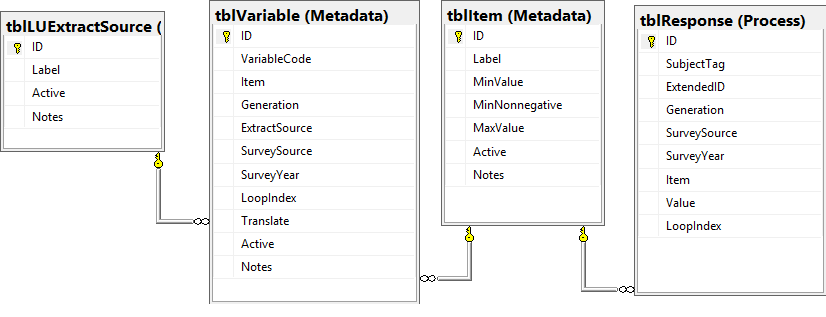 tblLUExtractSource (
ID
Label
Active
Notes
tblVariable (Metadata)
ID
VariableCode
Item
Generation
ExtractSource
SurveySource
SurveyYear
LoopIndex
Translate
Active
Notes
tblItem (Metadata)
ID
Label
MinValue
MinNonnegative
MaxValue
Active
Notes
tblResponse (Process)
ID
SubjectTag
ExtendedID
Generation
SurveySource
SurveyYear
Item
Value
LoopIndex